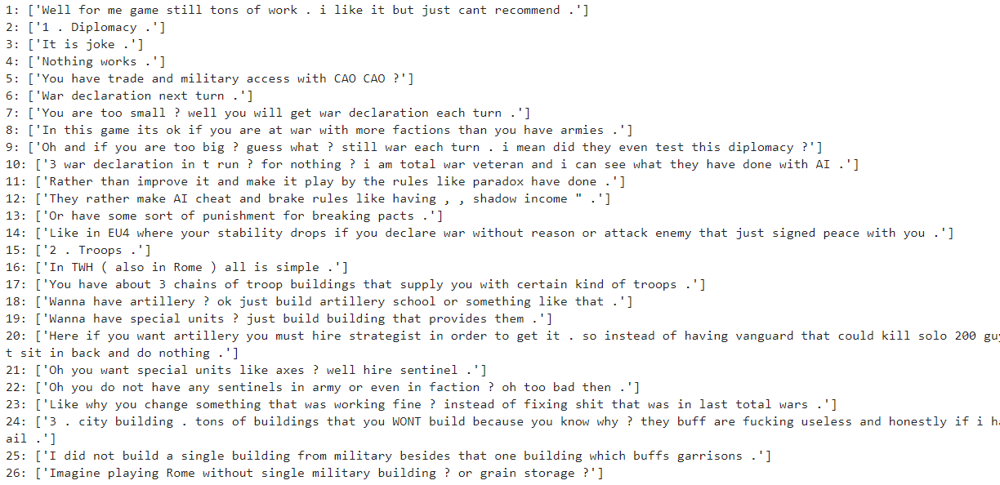 1: ['Well for me game still tons of work . i like it but just cant recommend .']
2: ['1 . Diplomacy .']
3: ['It is joke .']
4: ['Nothing works .']
5: ['You have trade and military access with CAO CAO ?']
6: ['War declaration next turn .']
7: ['You are too small ? well you will get war declaration each turn .']
8: ['In this game its ok if you are at war with more factions than you have armies .']
9: ['Oh and if you are too big ? guess what ? still war each turn . i mean did they even test this diplomacy ?']
10: ['3 war declaration in t run ? for nothing ? i am total war veteran and i can see what they have done with AI .']
11: ['Rather than improve it and make it play by the rules like paradox have done .']
12: ['They rather make AI cheat and brake rules like having , , shadow income " .']
13: ['Or have some sort of punishment for breaking pacts .']
14: ['Like in EU4 where your stability drops if you declare war without reason or attack enemy that just signed peace with you .']
15: ['2 . Troops .']
16: ['In TWH ( also in Rome ) all is simple .']
17: ['You have about 3 chains of troop buildings that supply you with certain kind of troops .']
18: ['Wanna have artillery ? ok just build artillery school or something like that .']
19: ['Wanna have special units ? just build building that provides them .']
20: ['Here if you want artillery you must hire strategist in order to get it . so instead of having vanguard that could kill solo 200
t sit in back and do nothing .']
21: ['Oh you want special units like axes ? well hire sentinel .']
22: ['Oh you do not have any sentinels in army or even in faction ? oh too bad then .']
23: ['Like why you change something that was working fine ? instead of fixing shit that was in last total wars .']
24: ['3 . city building . tons of buildings that you WONT build because you know why ? they buff are fucking useless and honestly if i
ail .']
25: ['I did not build a single building from military besides that one building which buffs garrisons .']
26: ['Imagine playing Rome without single military building ? or grain storage ?']